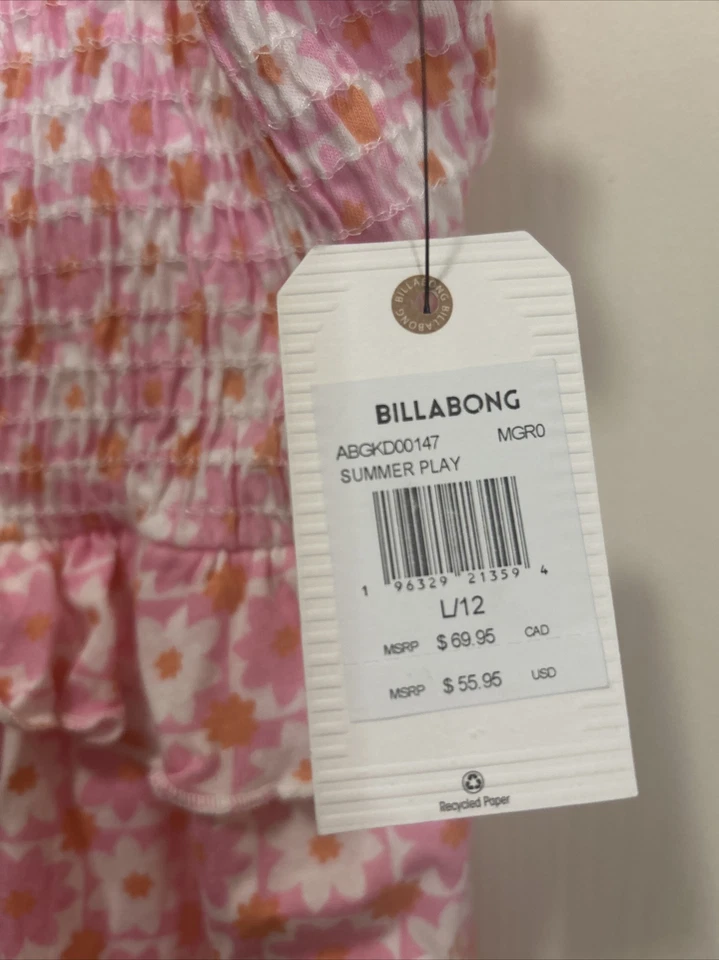 BILLABONG BILLABONG
BILLABONG
ABGKD00147 MGR0
SUMMER PLAY
1 96329 21359 4
L/12
MSRP $ 69.95 CAD
MSRP $ 55.95 USD
Recycled Paper